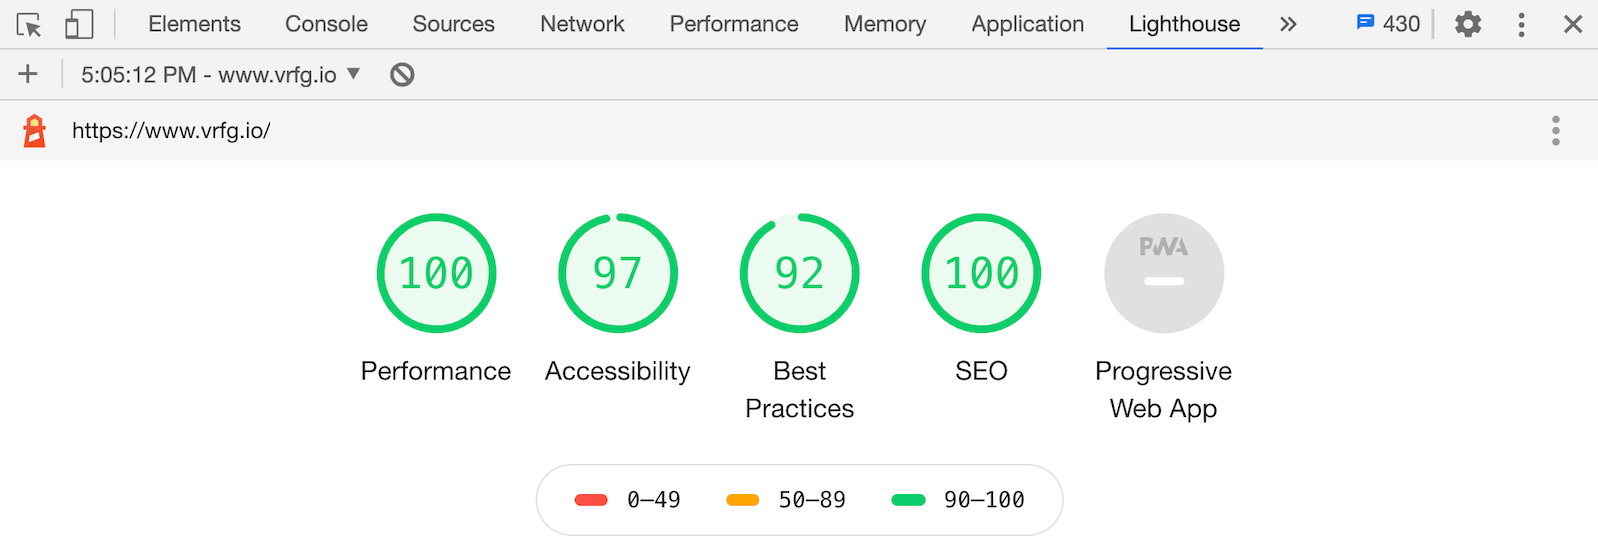 Elements Console Sources Network Performance Memory Application Lighthouse » 430
+ 5:05:12 PM - www.vrfg.io ▼
https://www.vrfg.io/
100 97 92 100 PWA
Performance Accessibility Best SEO Progressive
Practices Web App
0–49 50–89 90–100